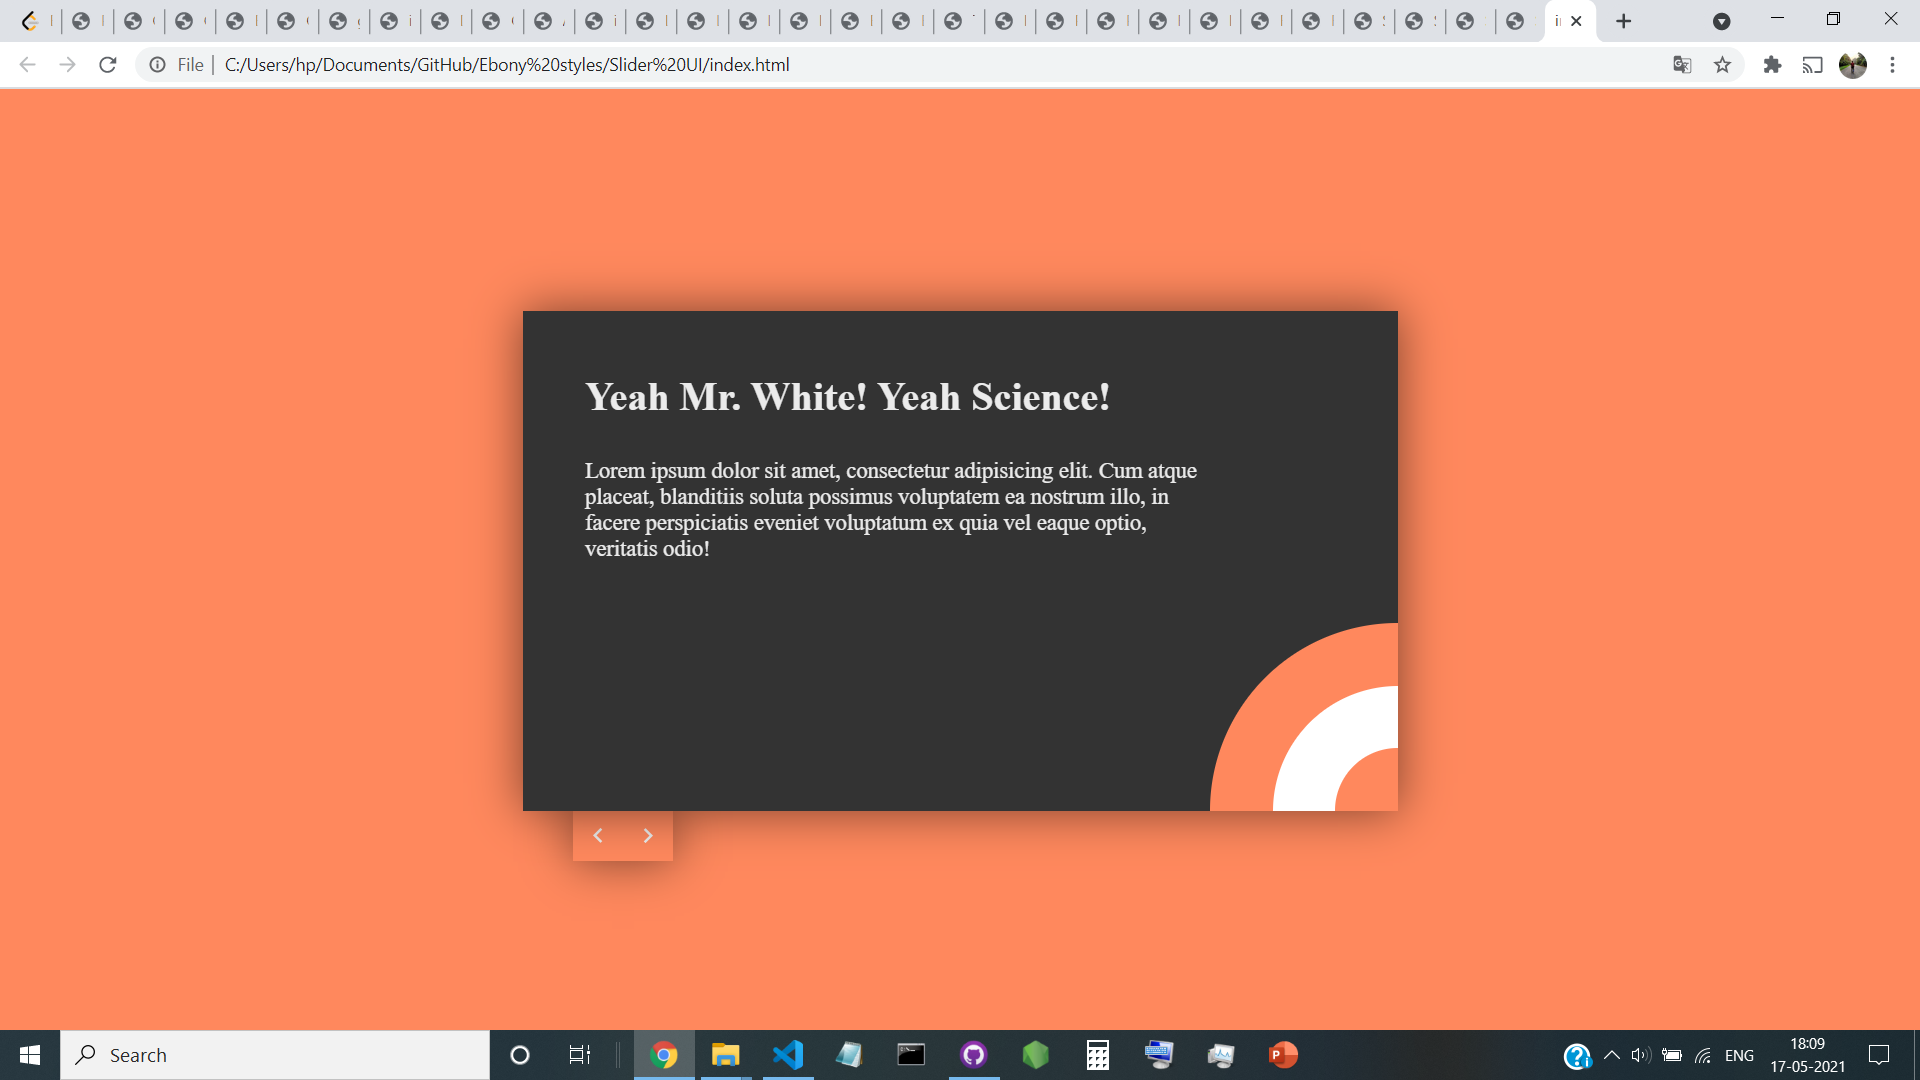 File
C:/Users/hp/Documents/GitHub/Ebony%20styles/Slider%20UI/index.html
Yeah Mr. White! Yeah Science!
Lorem ipsum dolor sit amet, consectetur adipisicing elit. Cum atque
placeat, blanditiis soluta possimus voluptatem ea nostrum illo, in
facere perspiciatis eveniet voluptatum ex quia vel eaque optio,
veritatis odio!
Search
ENG
18:09
17-05-2021